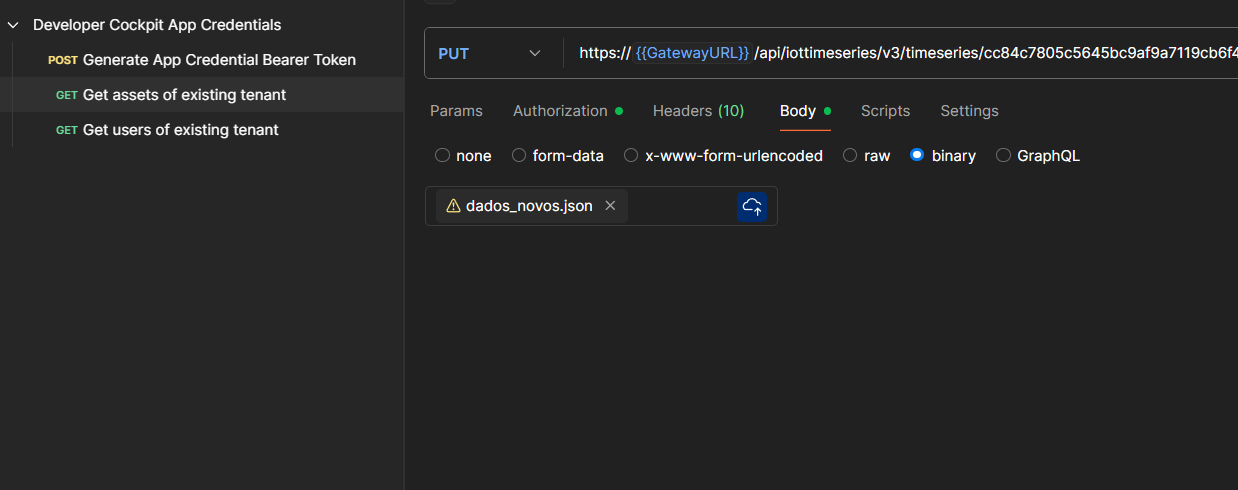 Developer Cockpit App Credentials
POST Generate App Credential Bearer Token
GET Get assets of existing tenant
GET Get users of existing tenant
PUT https:// {{GatewayURL}} /api/iottimeseries/v3/timeseries/cc84c7805c5645bc9af9a7119cb6f4
Params Authorization Headers (10) Body Scripts Settings
none form-data x-www-form-urlencoded raw binary GraphQL
dados_novos.json